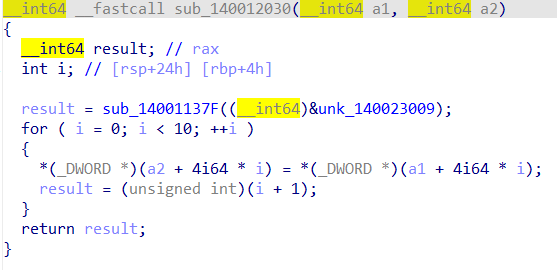 __int64 __fastcall sub_140012030(__int64 a1, __int64 a2)
{
  __int64 result; // rax
  int i; // [rsp+24h] [rbp+4h]

  result = sub_14001137F((__int64)&unk_140023009);
  for ( i = 0; i < 10; ++i )
  {
    *(_DWORD *)(a2 + 4i64 * i) = *(_DWORD *)(a1 + 4i64 * i);
    result = (unsigned int)(i + 1);
  }
  return result;
}